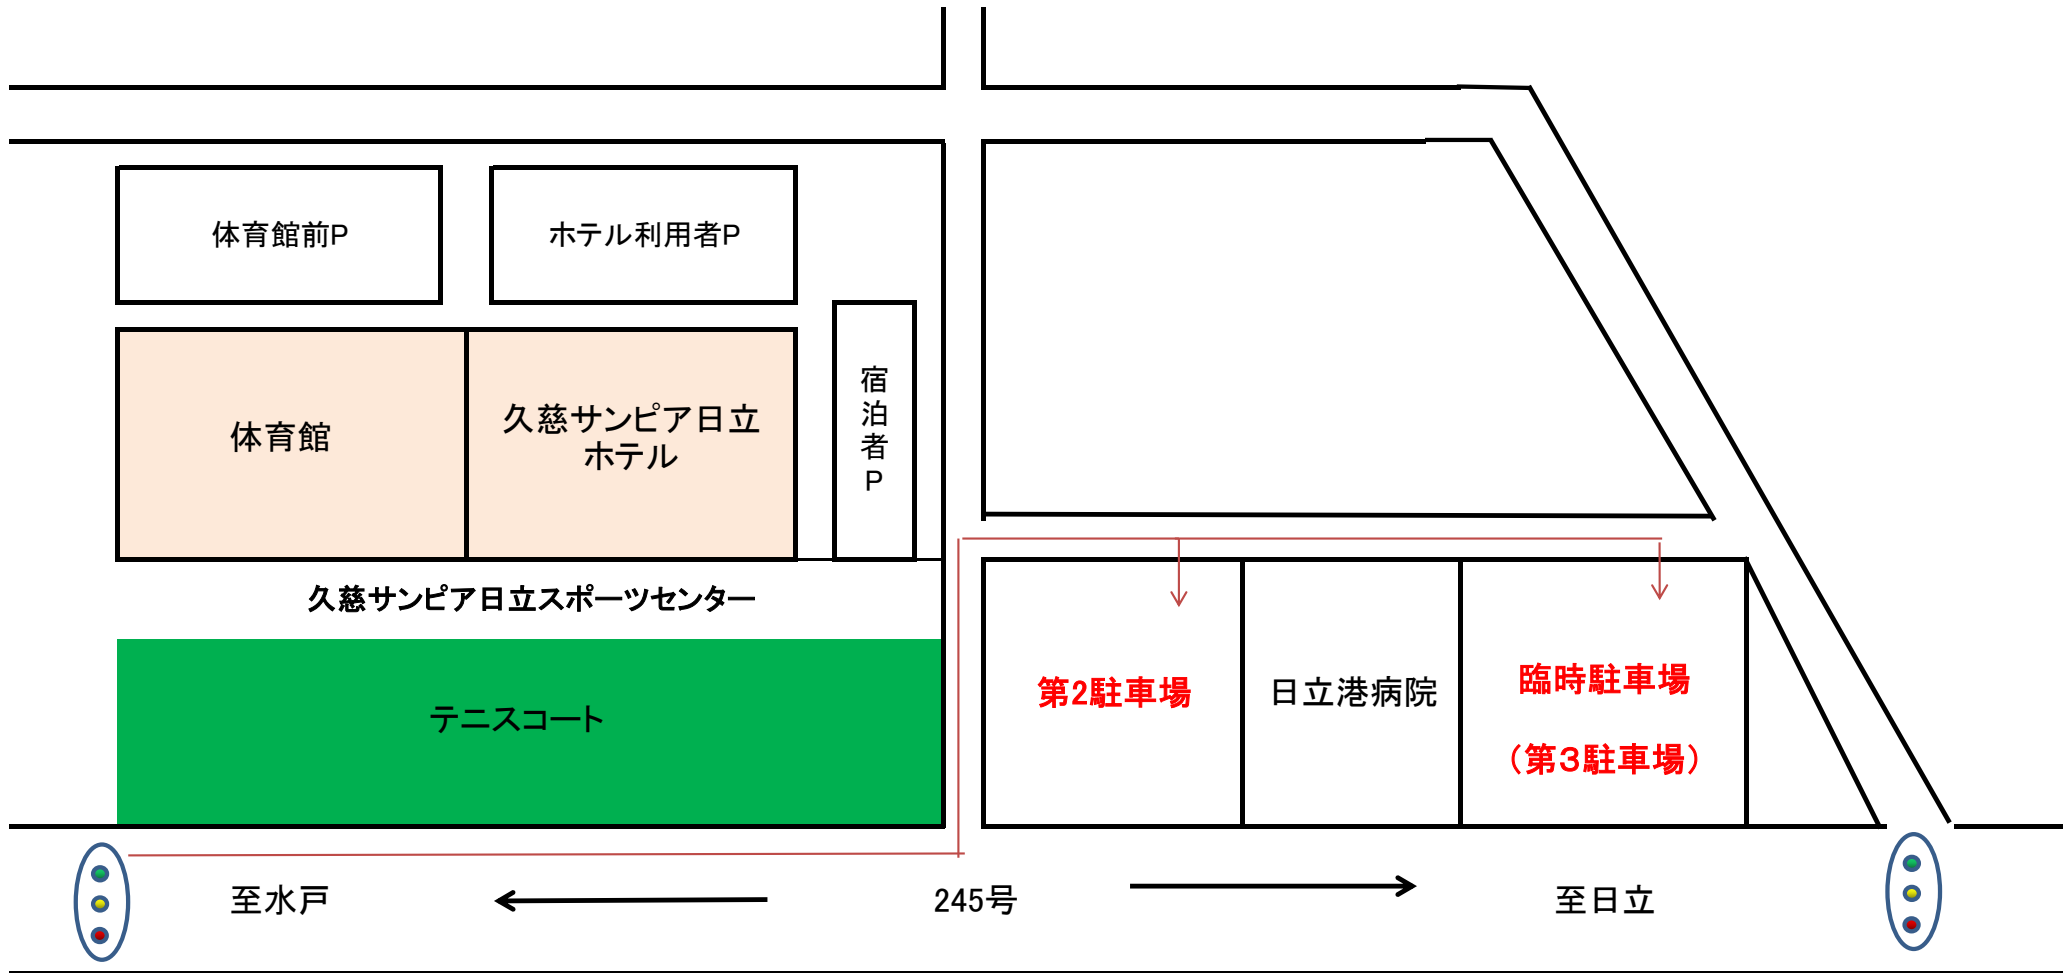 体育館前P
ホテル利用者P
宿泊者P
体育館
久慈サンピア日立
ホテル
久慈サンピア日立スポーツセンター
テニスコート
第2駐車場
日立港病院
臨時駐車場
（第３駐車場）
至水戸
245号
至日立